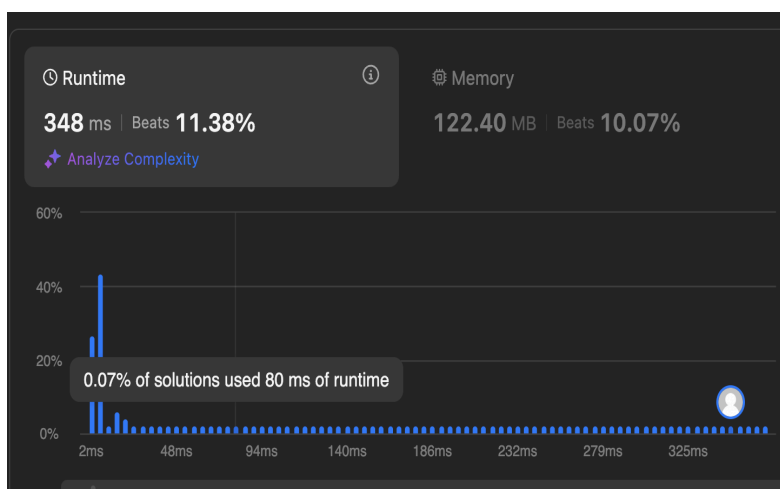 Runtime
348 ms | Beats 11.38%
Analyze Complexity
Memory
122.40 MB | Beats 10.07%
60%
40%
20%
0.07% of solutions used 80 ms of runtime
0%
2ms 48ms 94ms 140ms 186ms 232ms 279ms 325ms